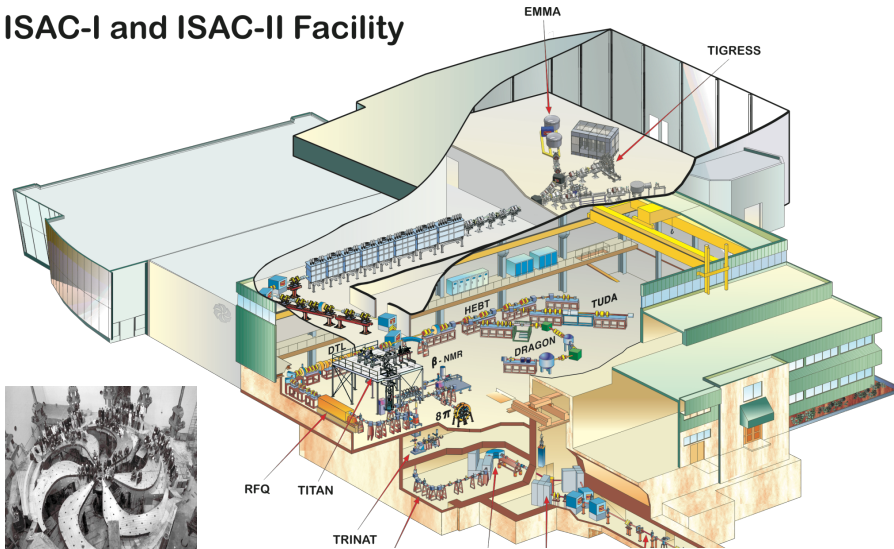 ISAC-I and ISAC-II Facility
EMMA
TIGRESS
HEBT
TUDA
DTL
β-NMR
DRAGON
8π
RFQ
TITAN
TRINAT